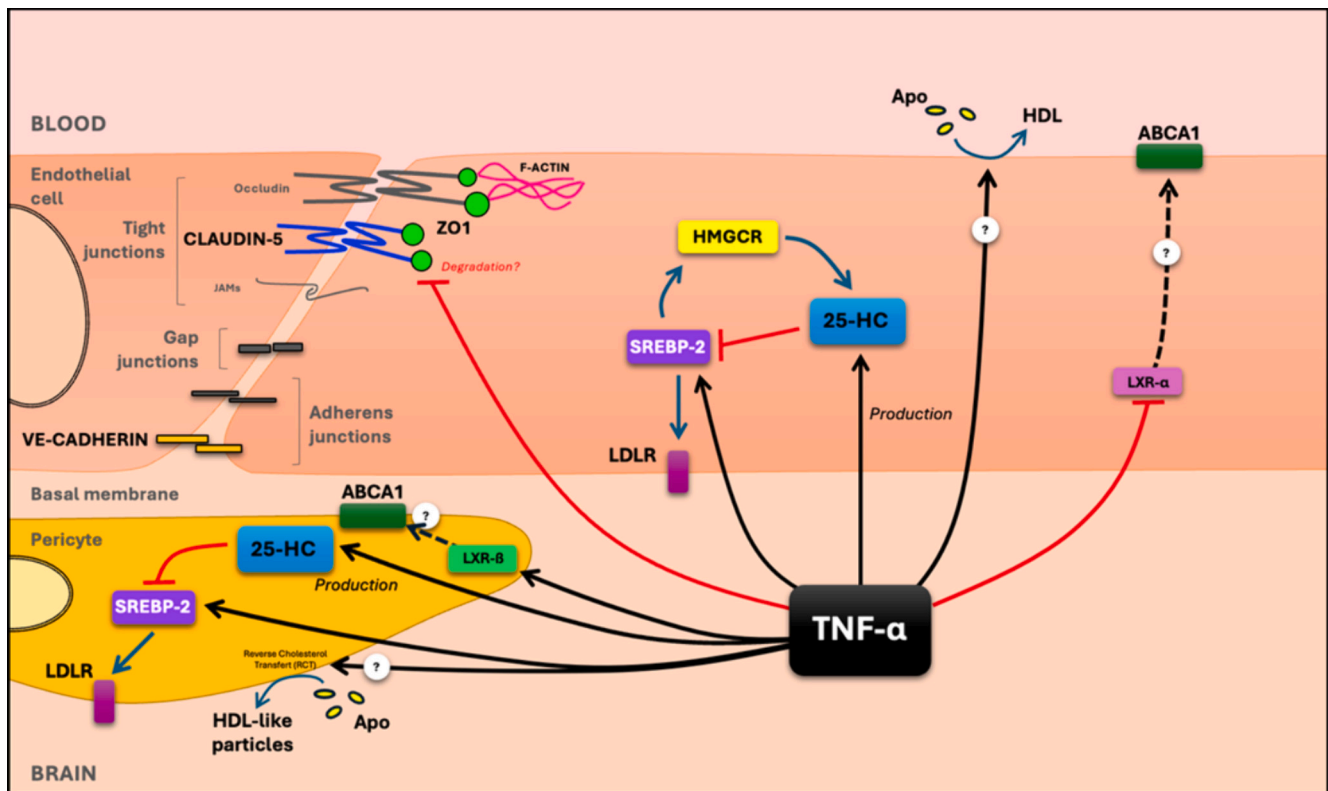 BLOOD
Apo
HDL
ABCA1
Endothelial
cell
Occludin
F-ACTIN
Tight
junctions
CLAUDIN-5
ZO1
Degradation?
JAMs
HMGCR
25-HC
SREBP-2
?
?
Gap
junctions
LXR-α
Production
Adherens
junctions
VE-CADHERIN
LDLR
Basal membrane
ABCA1
?
Pericyte
25-HC
LXR-ß
Production
SREBP-2
TNF-α
Reverse Cholesterol
Transfert (RCT)
?
LDLR
HDL-like
particles
Apo
BRAIN